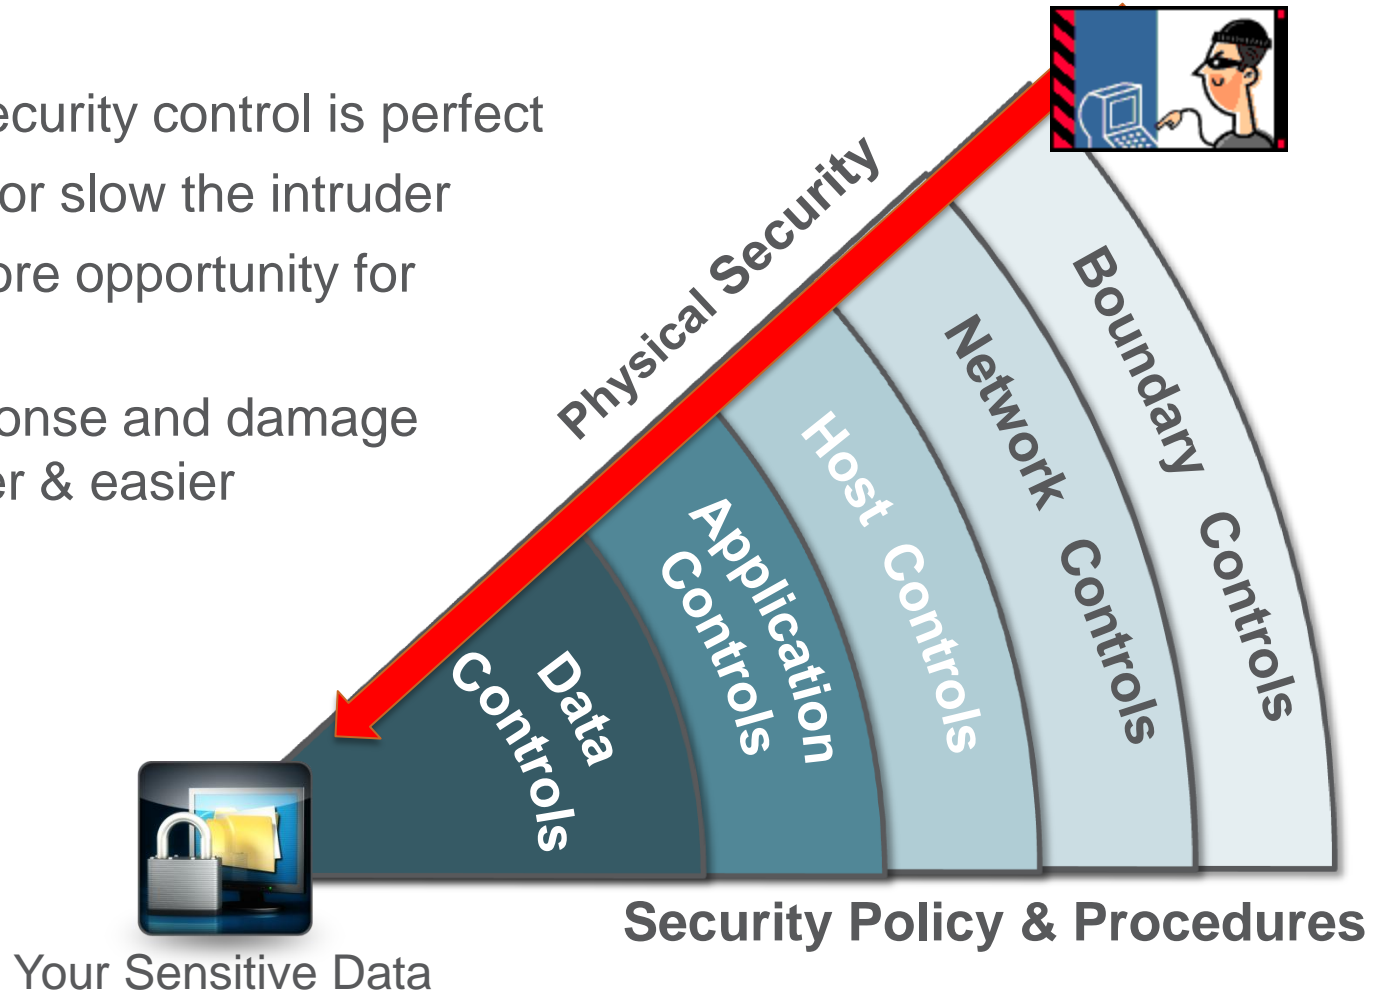 ecurity control is perfect
or slow the intruder
ore opportunity for
onse and damage
er & easier
Physical Security
Boundary Controls
Network Controls
Host Controls
Application
Controls
Data
Controls
Security Policy & Procedures
Your Sensitive Data